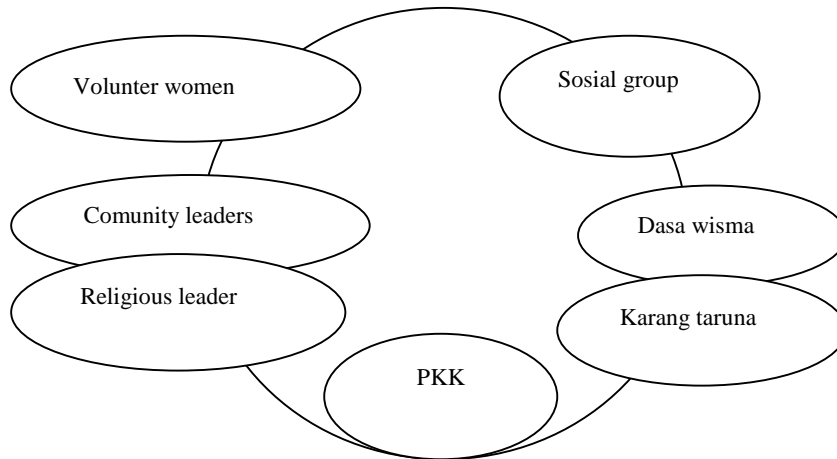 Volunter women
Sosial group
Comunity leaders
Dasa wisma
Religious leader
Karang taruna
PKK